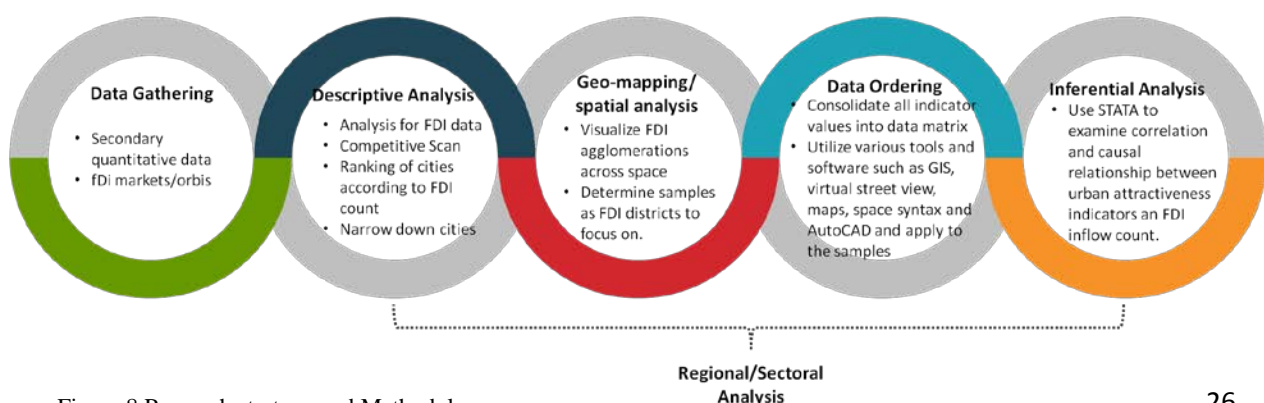 Data Gathering
• Secondary
quantitative data
• fDi markets/orbis
Descriptive Analysis
• Analysis for FDI data
• Competitive Scan
• Ranking of cities
according to FDI
count
• Narrow down cities
Geo-mapping/
spatial analysis
• Visualize FDI
agglomerations
across space
• Determine samples
as FDI districts to
focus on.
Data Ordering
• Consolidate all indicator
values into data matrix
• Utilize various tools and
software such as GIS,
virtual street view,
maps, space syntax and
AutoCAD and apply to
the samples
Inferential Analysis
• Use STATA to
examine correlation
and causal
relationship between
urban attractiveness
indicators an FDI
inflow count.
Regional/Sectoral
Analysis
26